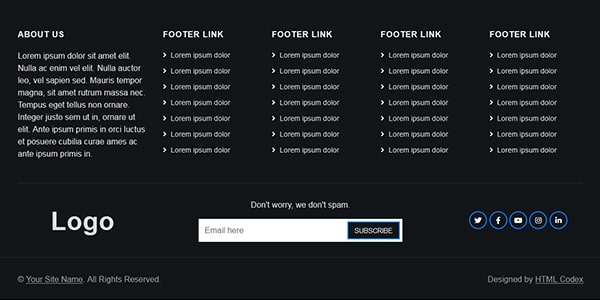 ABOUT US
Lorem ipsum dolor sit amet elit.
Nulla ac enim vel elit. Nulla auctor
leo, vel sapien sed. Mauris tempor
magna, sit amet rutrum massa nec.
Tempus eget tellus non ornare.
Integer justo sem ut in, ornare ut
elit. Ante ipsum primis in orci luctus
et posuere cubilia curae ames ac
ante ipsum primis in.
FOOTER LINK
Lorem ipsum dolor
Lorem ipsum dolor
Lorem ipsum dolor
Lorem ipsum dolor
Lorem ipsum dolor
Lorem ipsum dolor
Lorem ipsum dolor
FOOTER LINK
Lorem ipsum dolor
Lorem ipsum dolor
Lorem ipsum dolor
Lorem ipsum dolor
Lorem ipsum dolor
Lorem ipsum dolor
Lorem ipsum dolor
FOOTER LINK
Lorem ipsum dolor
Lorem ipsum dolor
Lorem ipsum dolor
Lorem ipsum dolor
Lorem ipsum dolor
Lorem ipsum dolor
Lorem ipsum dolor
FOOTER LINK
Lorem ipsum dolor
Lorem ipsum dolor
Lorem ipsum dolor
Lorem ipsum dolor
Lorem ipsum dolor
Lorem ipsum dolor
Lorem ipsum dolor
Logo
Don't worry, we don't spam.
Email here
SUBSCRIBE
© Your Site Name. All Rights Reserved.
Designed by HTML Codex